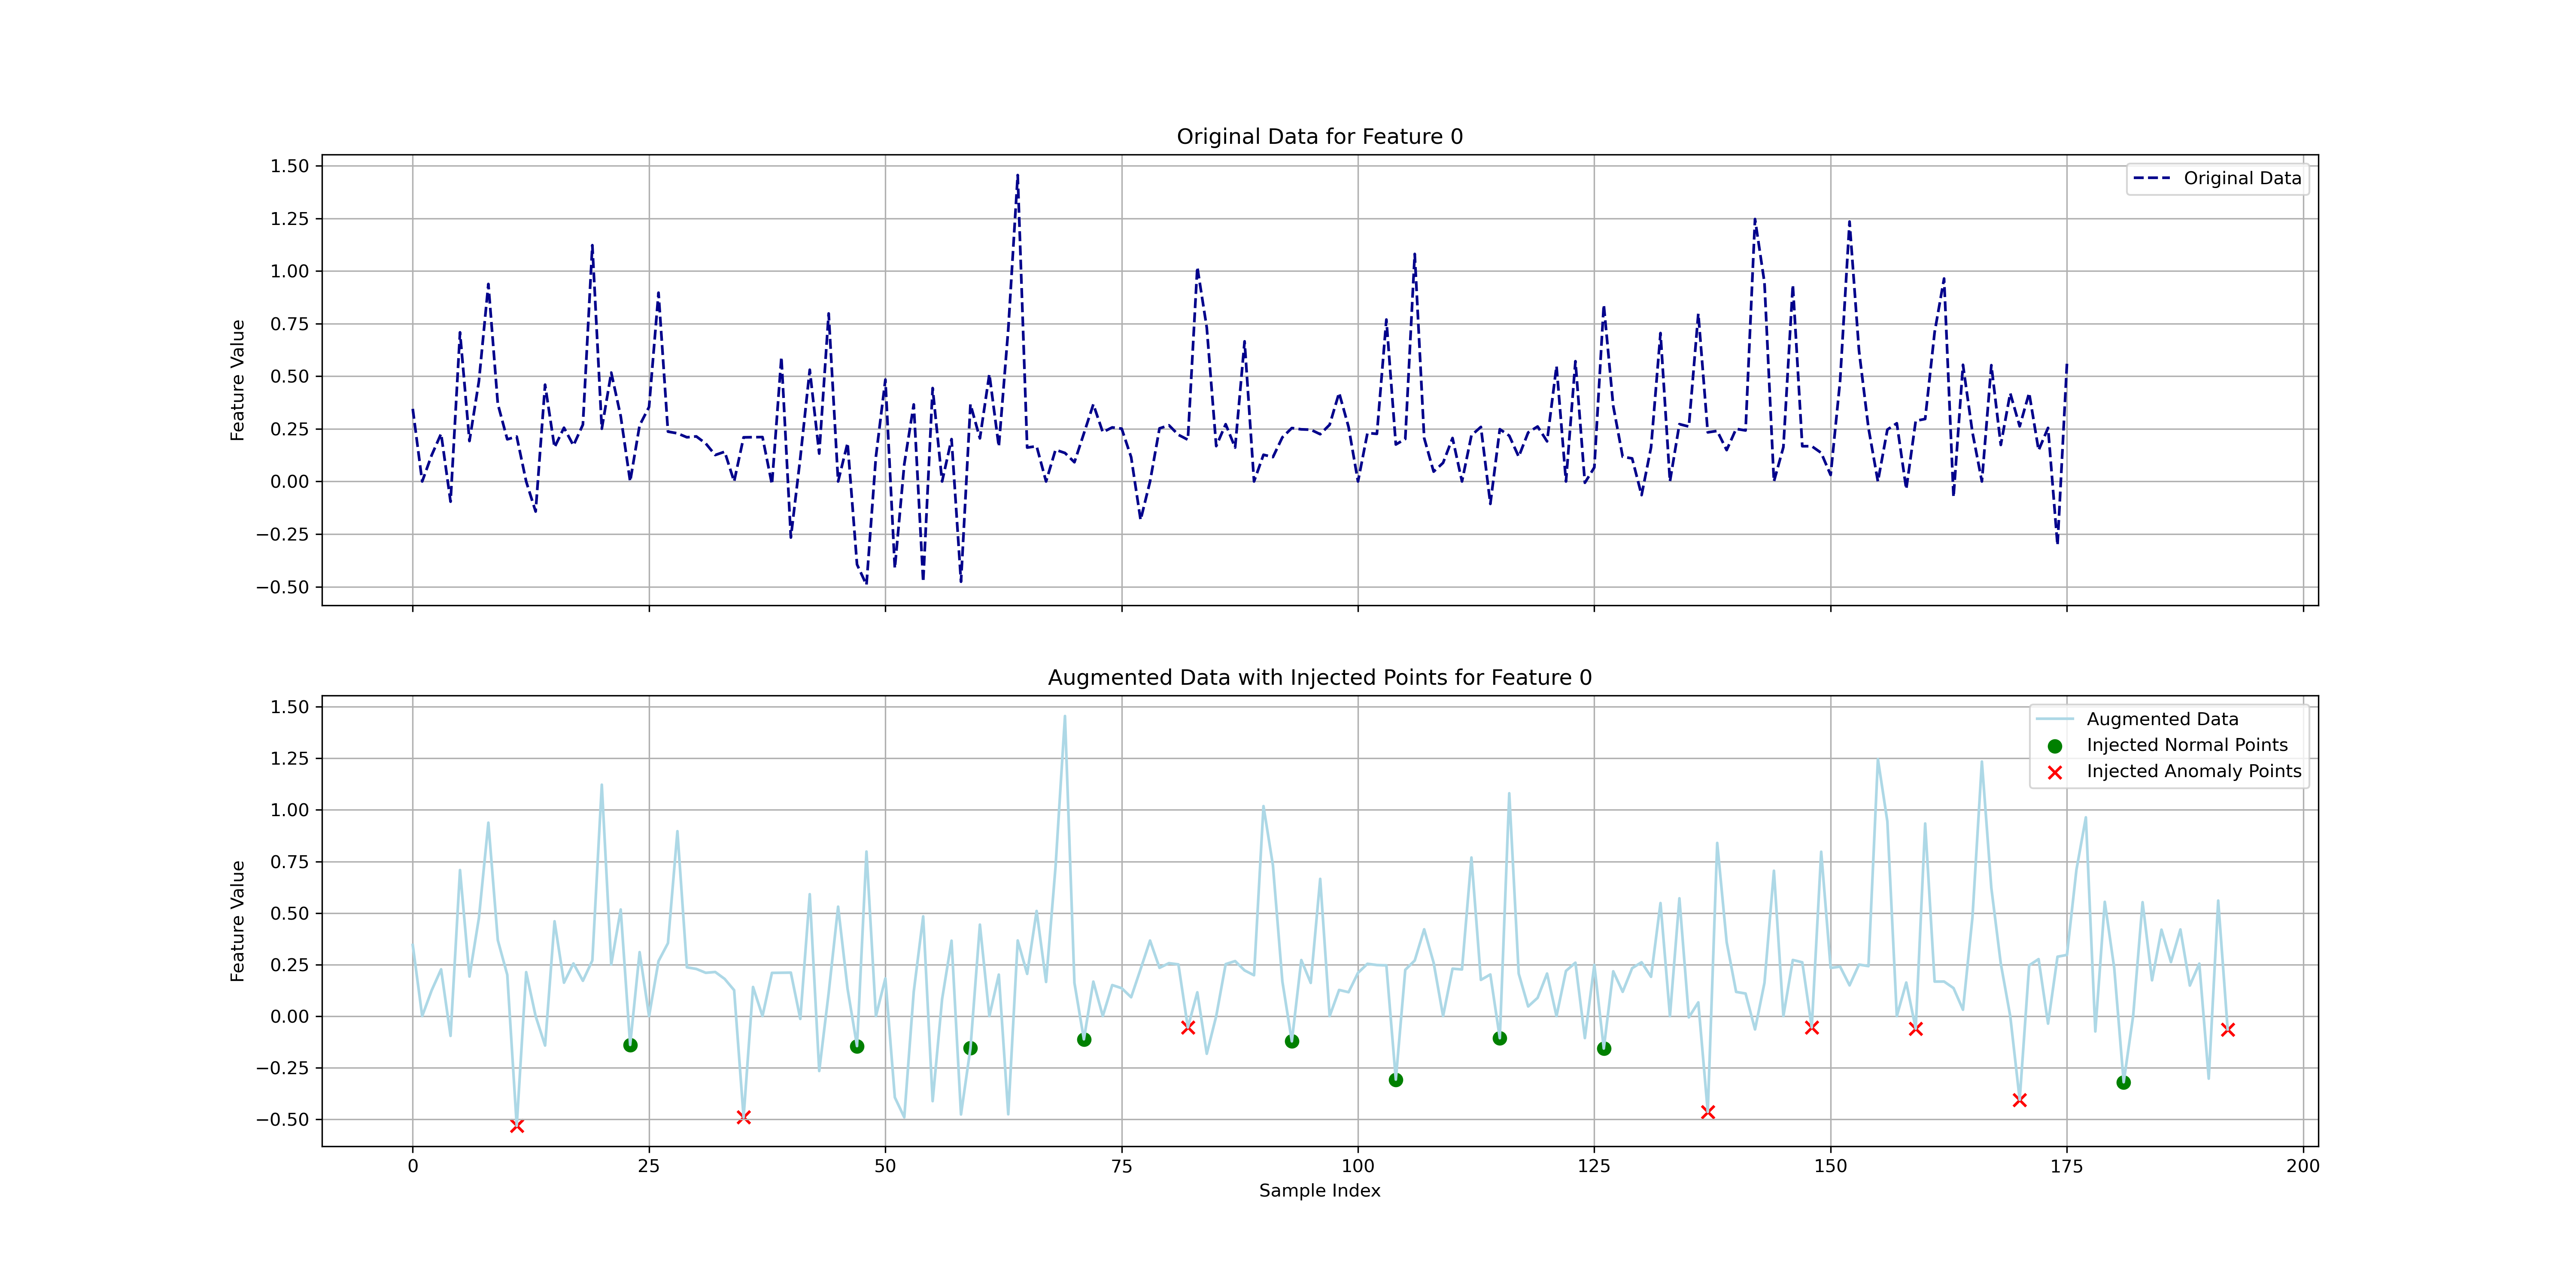 Original Data for Feature 0
1.50
1.25
1.00
0.75
0.50
0.25
0.00
−0.25
−0.50
Feature Value
Original Data
Augmented Data with Injected Points for Feature 0
1.50
1.25
1.00
0.75
0.50
0.25
0.00
−0.25
−0.50
Feature Value
Augmented Data
Injected Normal Points
Injected Anomaly Points
0 25 50 75 100 125 150 175 200
Sample Index